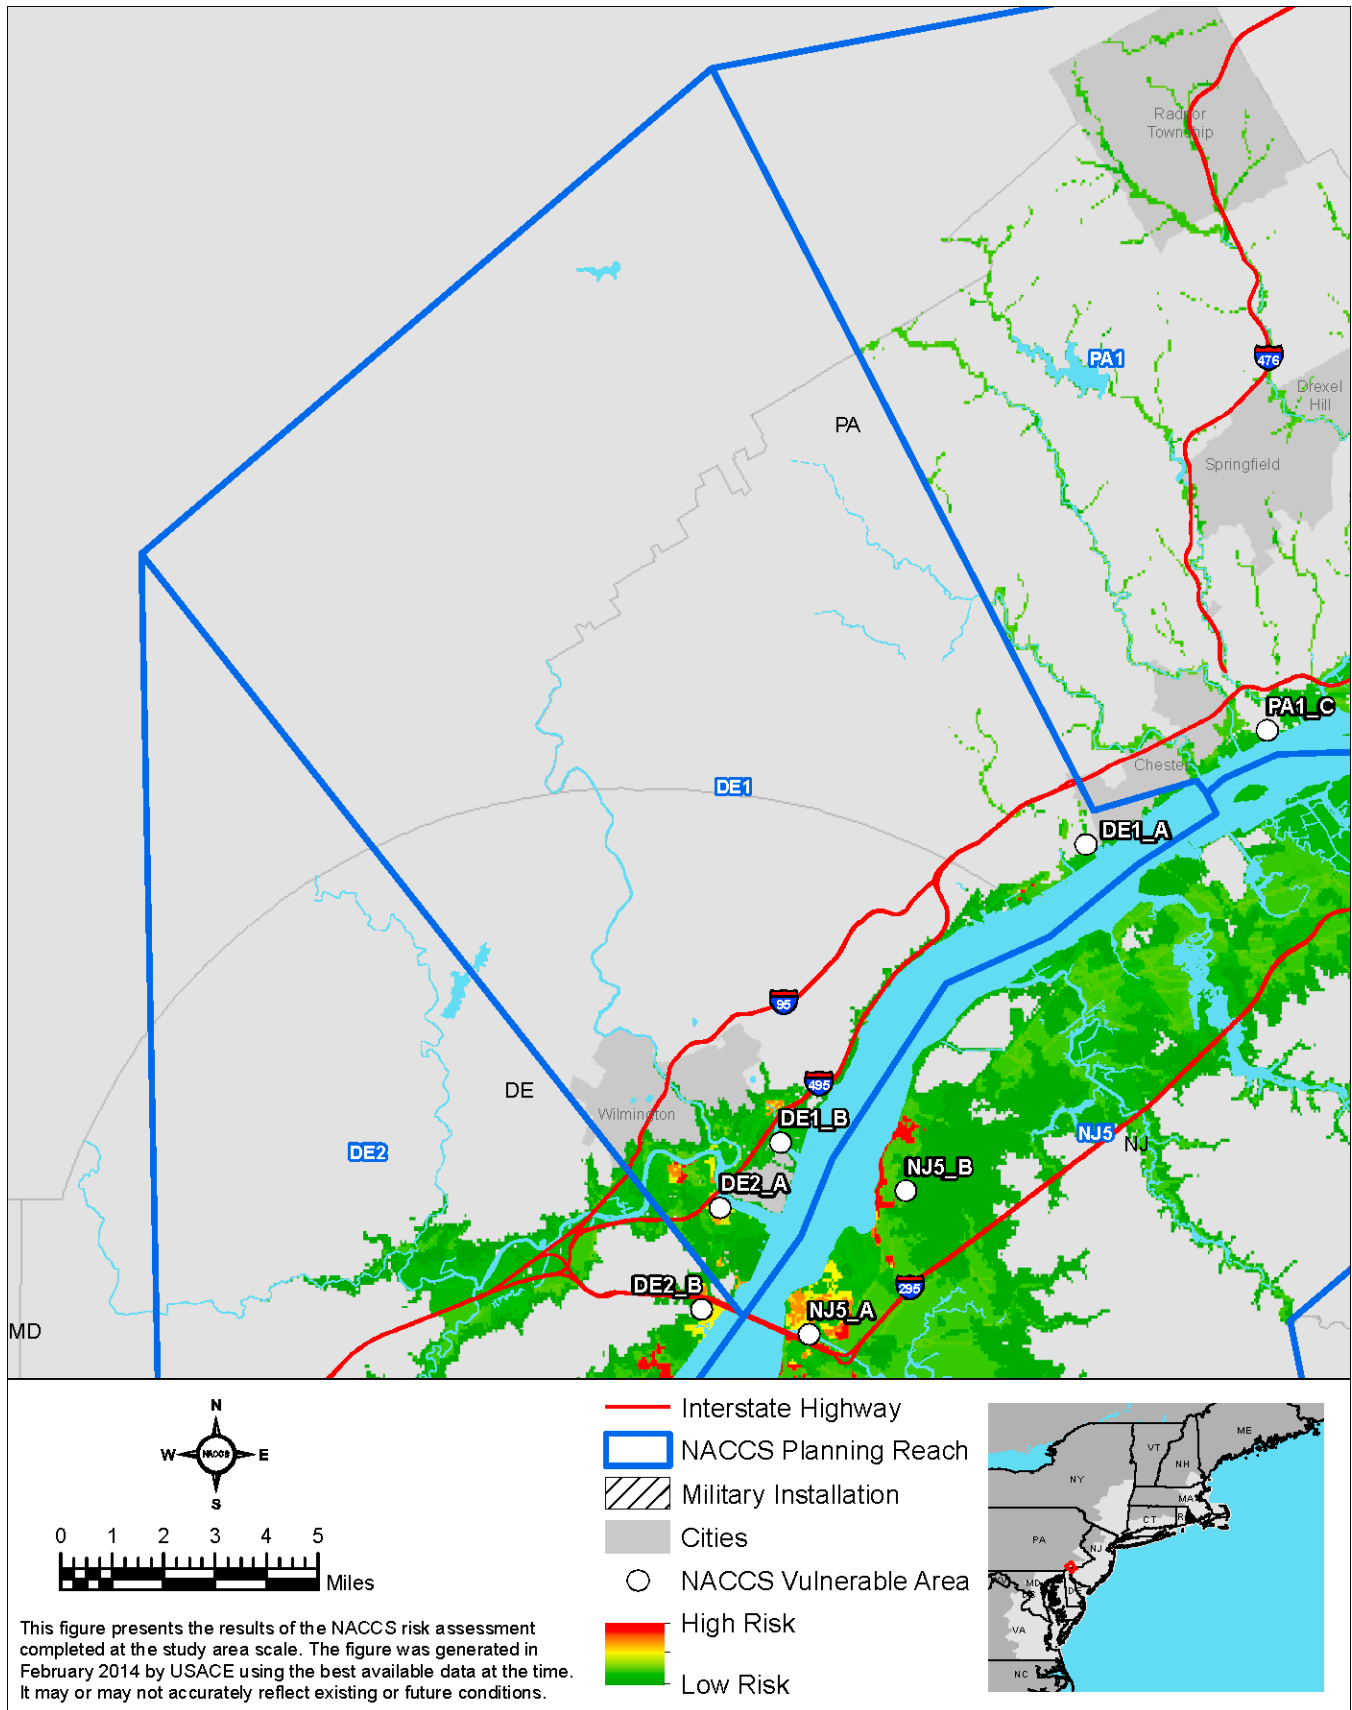 Radnor
Township
PA1
476
Drexel
Hill
PA
Springfield
PA1_C
Chester
DE1
DE1_A
95
DE
495
Wilmington
DE1_B
NJ5
NJ
DE2
NJ5_B
DE2_A
295
DE2_B
NJ5_A
MD
N
W NACCS E
S
0 1 2 3 4 5
Miles
This figure presents the results of the NACCS risk assessment
completed at the study area scale. The figure was generated in
February 2014 by USACE using the best available data at the time.
It may or may not accurately reflect existing or future conditions.
Interstate Highway
NACCS Planning Reach
Military Installation
Cities
NACCS Vulnerable Area
High Risk
Low Risk
ME
VT
NH
NY
MA
CT
PA
NJ
MD
DE
VA
NC